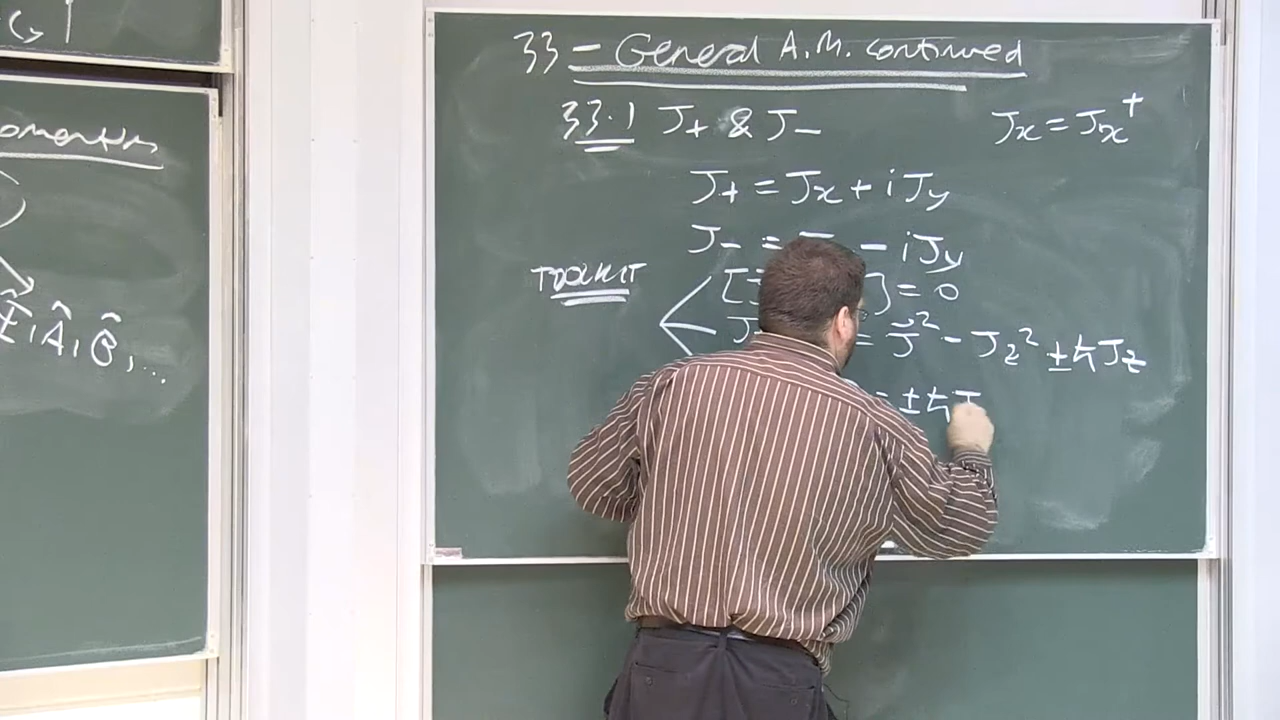 33 – General A.M. continued
33.1 J₊ & J₋
Jx = Jx†
J₊ = Jx + iJy
J₋ = – iJy
TOOLKIT
[J ] = 0
J = J² – Jz² ± ħJz
= ± ħJ
Â, B̂, ...